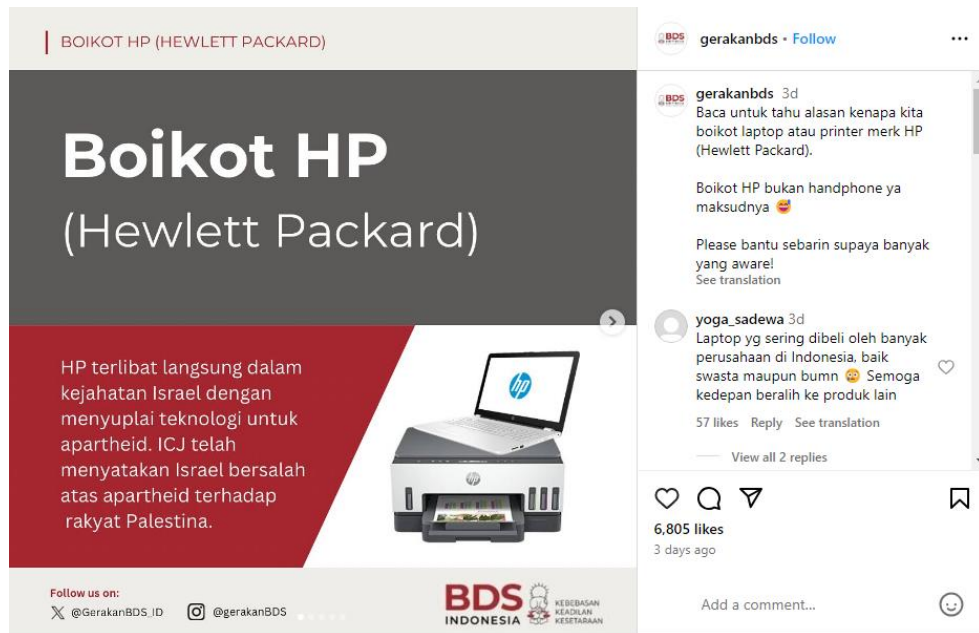 BOIKOT HP (HEWLETT PACKARD)
Boikot HP
(Hewlett Packard)
HP terlibat langsung dalam
kejahatan Israel dengan
menyuplai teknologi untuk
apartheid. ICJ telah
menyatakan Israel bersalah
atas apartheid terhadap
rakyat Palestina.
hp
hp
Follow us on:
@GerakanBDS_ID
@gerakanBDS
BDS
INDONESIA
KEBEBASAN
KEADILAN
KESETARAAN
BDS
gerakanbds • Follow
BDS
gerakanbds 3d
Baca untuk tahu alasan kenapa kita
boikot laptop atau printer merk HP
(Hewlett Packard).
Boikot HP bukan handphone ya
maksudnya 😅
Please bantu sebarin supaya banyak
yang aware!
See translation
yoga_sadewa 3d
Laptop yg sering dibeli oleh banyak
perusahaan di Indonesia, baik
swasta maupun bumn 😳 Semoga
kedepan beralih ke produk lain
57 likes Reply See translation
View all 2 replies
6,805 likes
3 days ago
Add a comment...